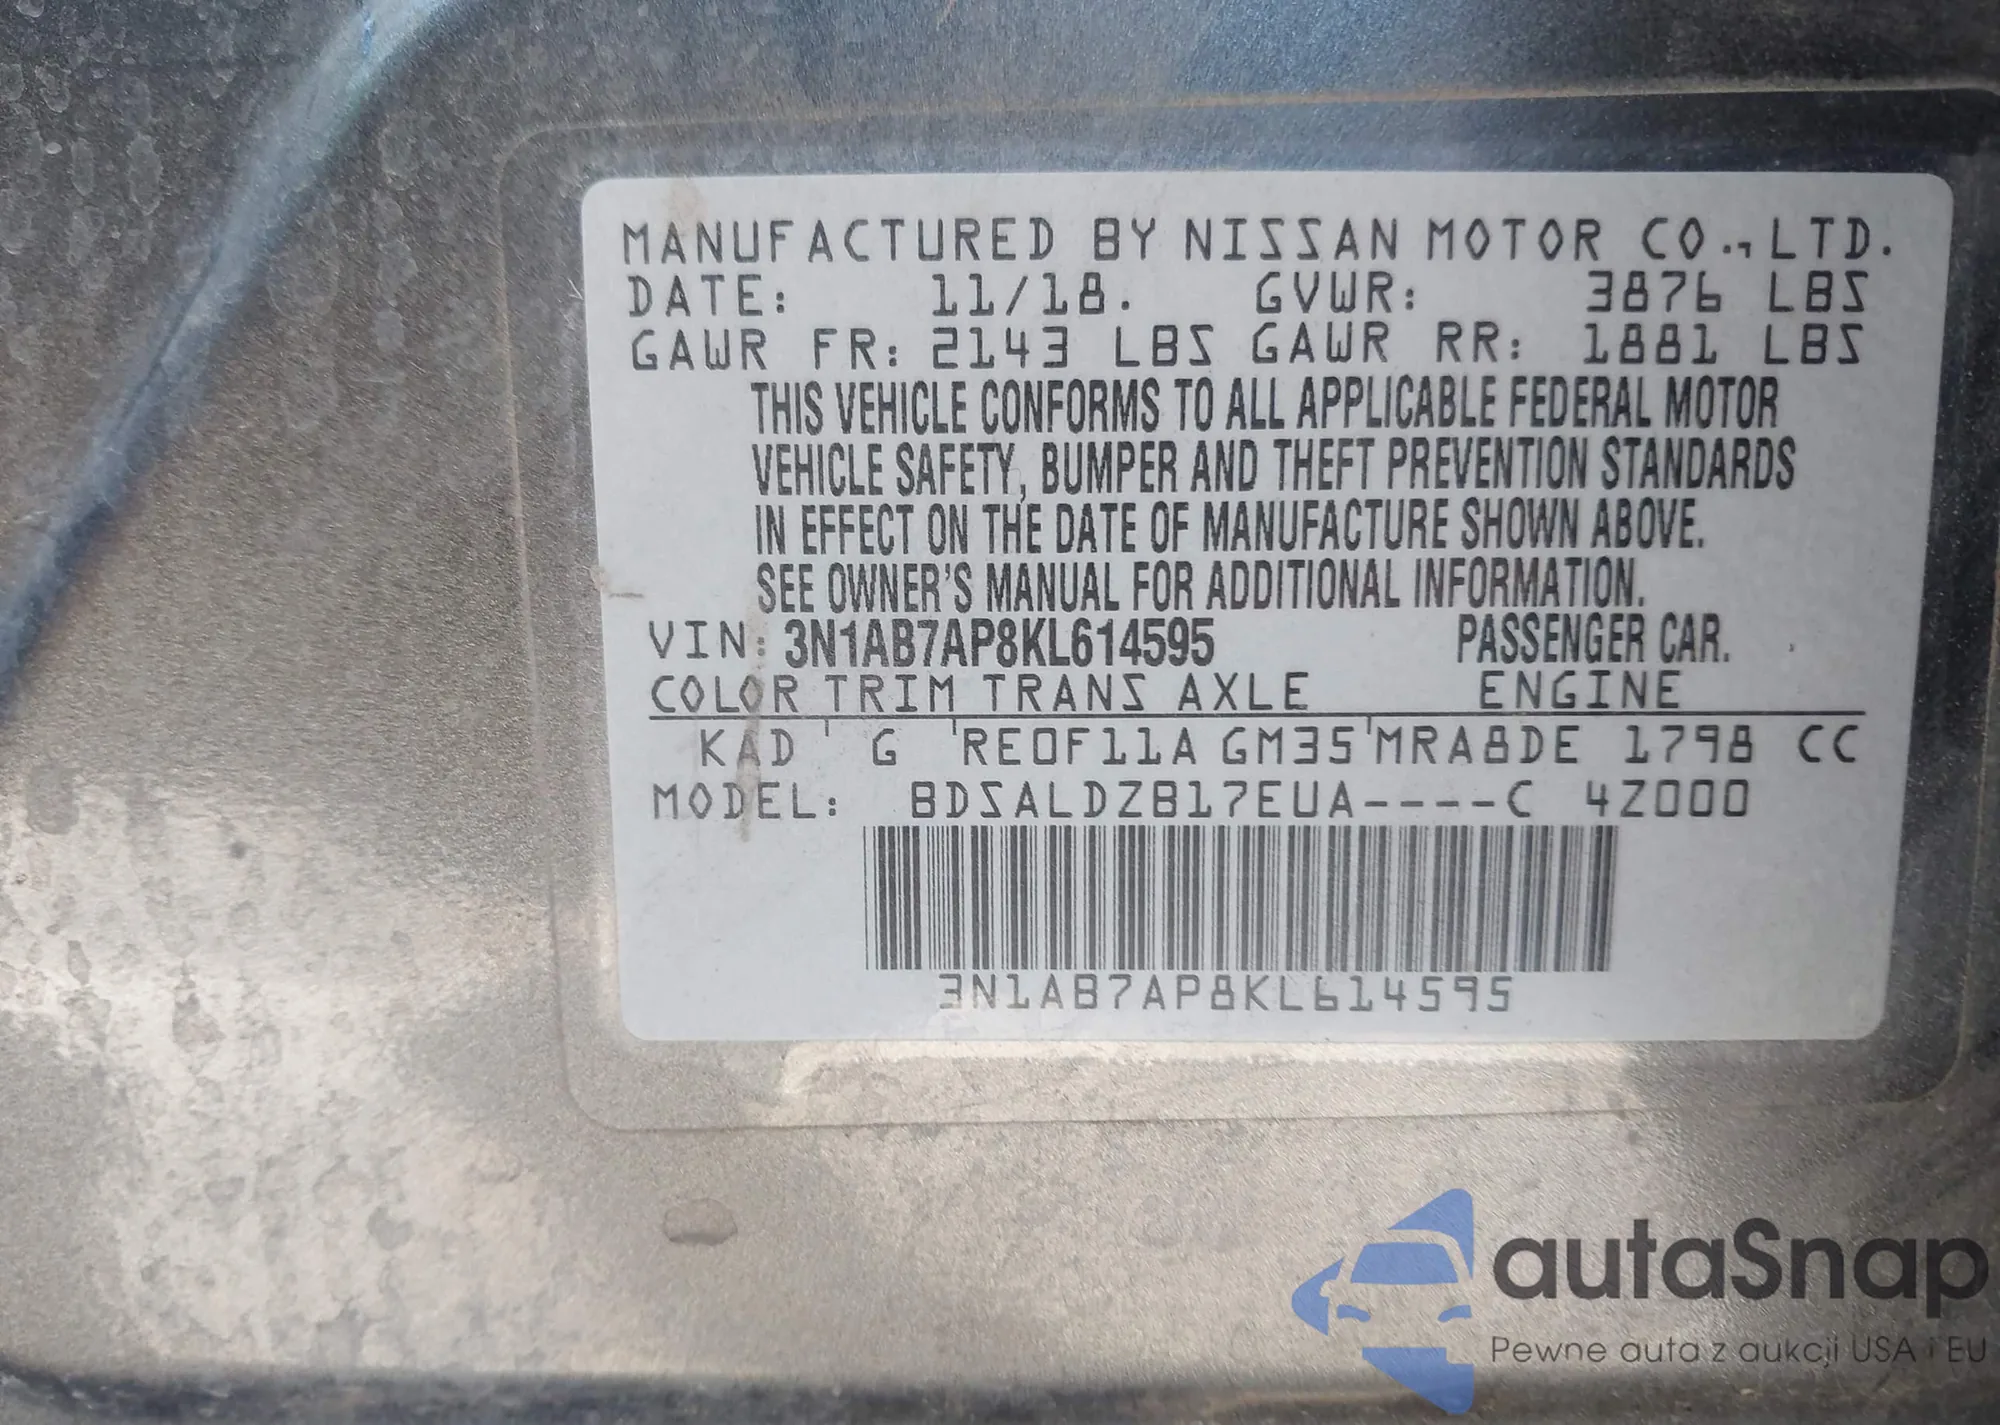 MANUFACTURED BY NISSAN MOTOR CO., LTD.
DATE: 11/18. GVWR: 3876 LBS
GAWR FR: 2143 LBS GAWR RR: 1881 LBS
THIS VEHICLE CONFORMS TO ALL APPLICABLE FEDERAL MOTOR
VEHICLE SAFETY, BUMPER AND THEFT PREVENTION STANDARDS
IN EFFECT ON THE DATE OF MANUFACTURE SHOWN ABOVE.
SEE OWNER'S MANUAL FOR ADDITIONAL INFORMATION.
VIN: 3N1AB7AP8KL614595 PASSENGER CAR.
COLOR TRIM TRANS AXLE ENGINE
KAD G RE0F11A GM35 MRA8DE 1798 CC
MODEL: BDSALDZB17EUA----C 4Z000
3N1AB7AP8KL614595
autaSnap
Pewne auta z aukcji USA i EU